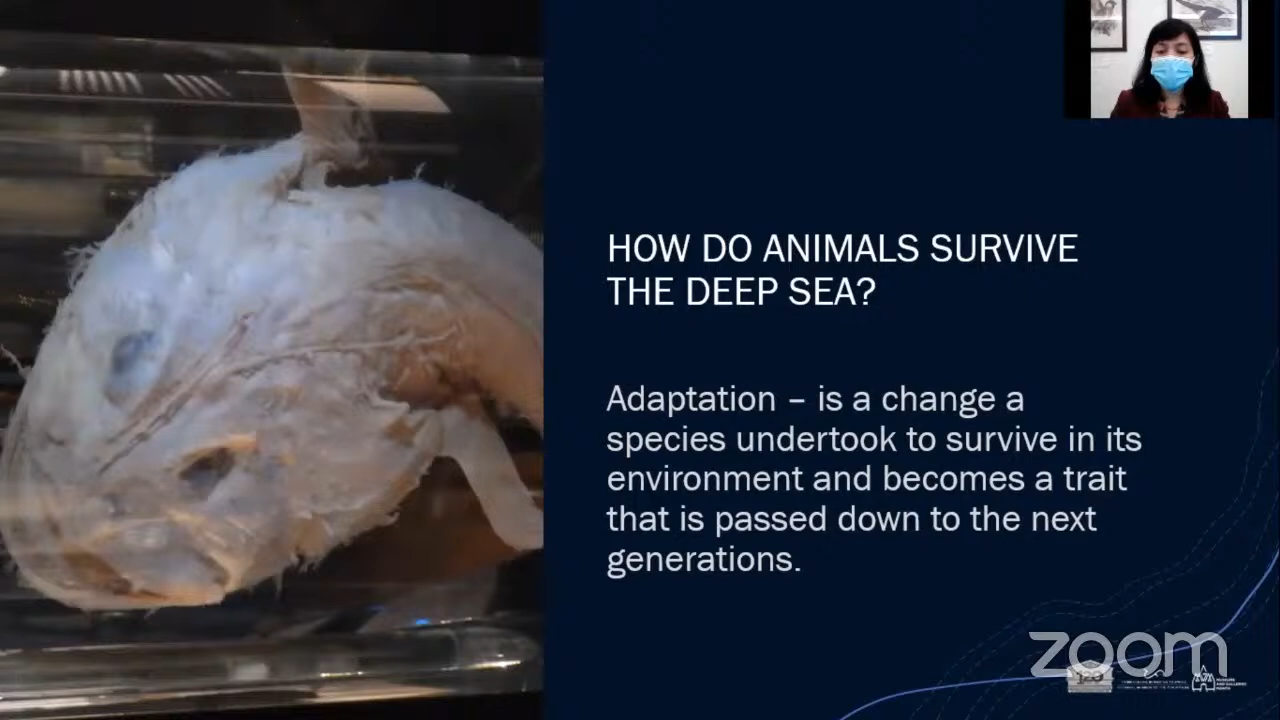 HOW DO ANIMALS SURVIVE
THE DEEP SEA?
Adaptation – is a change a
species undertook to survive in its
environment and becomes a trait
that is passed down to the next
generations.
zoom